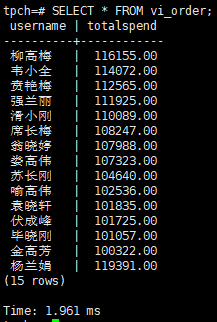 tpch=# SELECT * FROM vi_order;
username | totalspend
----------+------------
柳高梅 | 116155.00
韦小全 | 114072.00
贲艳梅 | 112565.00
强兰丽 | 111925.00
滑小刚 | 110089.00
席长梅 | 108247.00
翁晓婷 | 107988.00
娄高伟 | 107323.00
苏长刚 | 104640.00
喻高伟 | 102536.00
袁晓轩 | 101835.00
伏成峰 | 101725.00
毕晓刚 | 101057.00
金高芳 | 100322.00
杨兰娟 | 119391.00
(15 rows)
Time: 1.961 ms